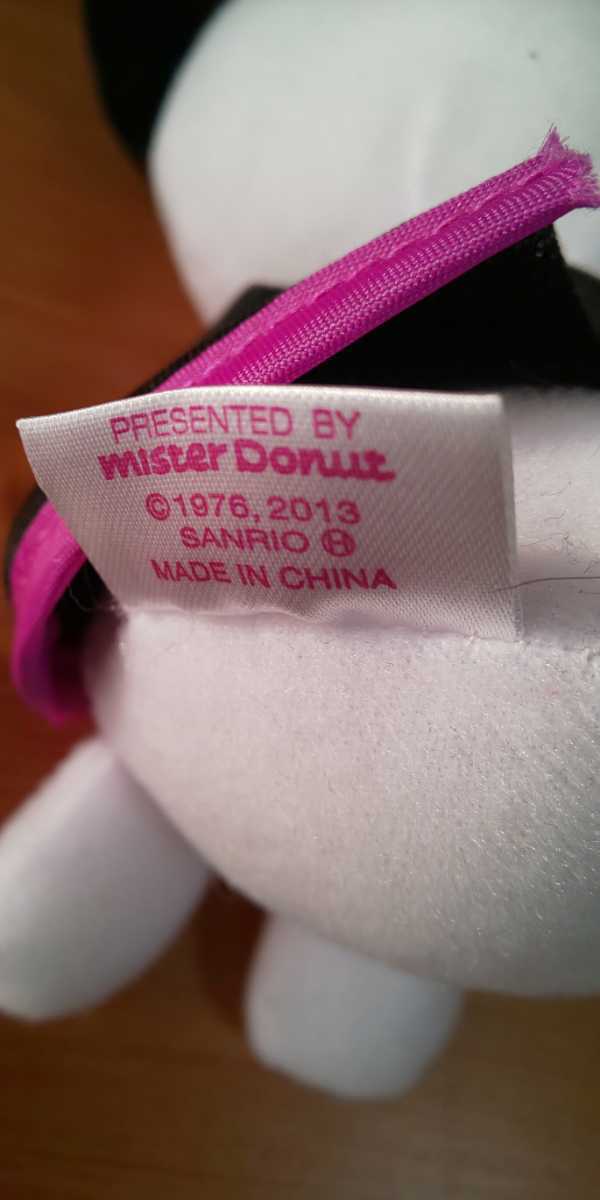 PRESENTED BY
mister Donut
©1976, 2013
SANRIO Ⓗ
MADE IN CHINA